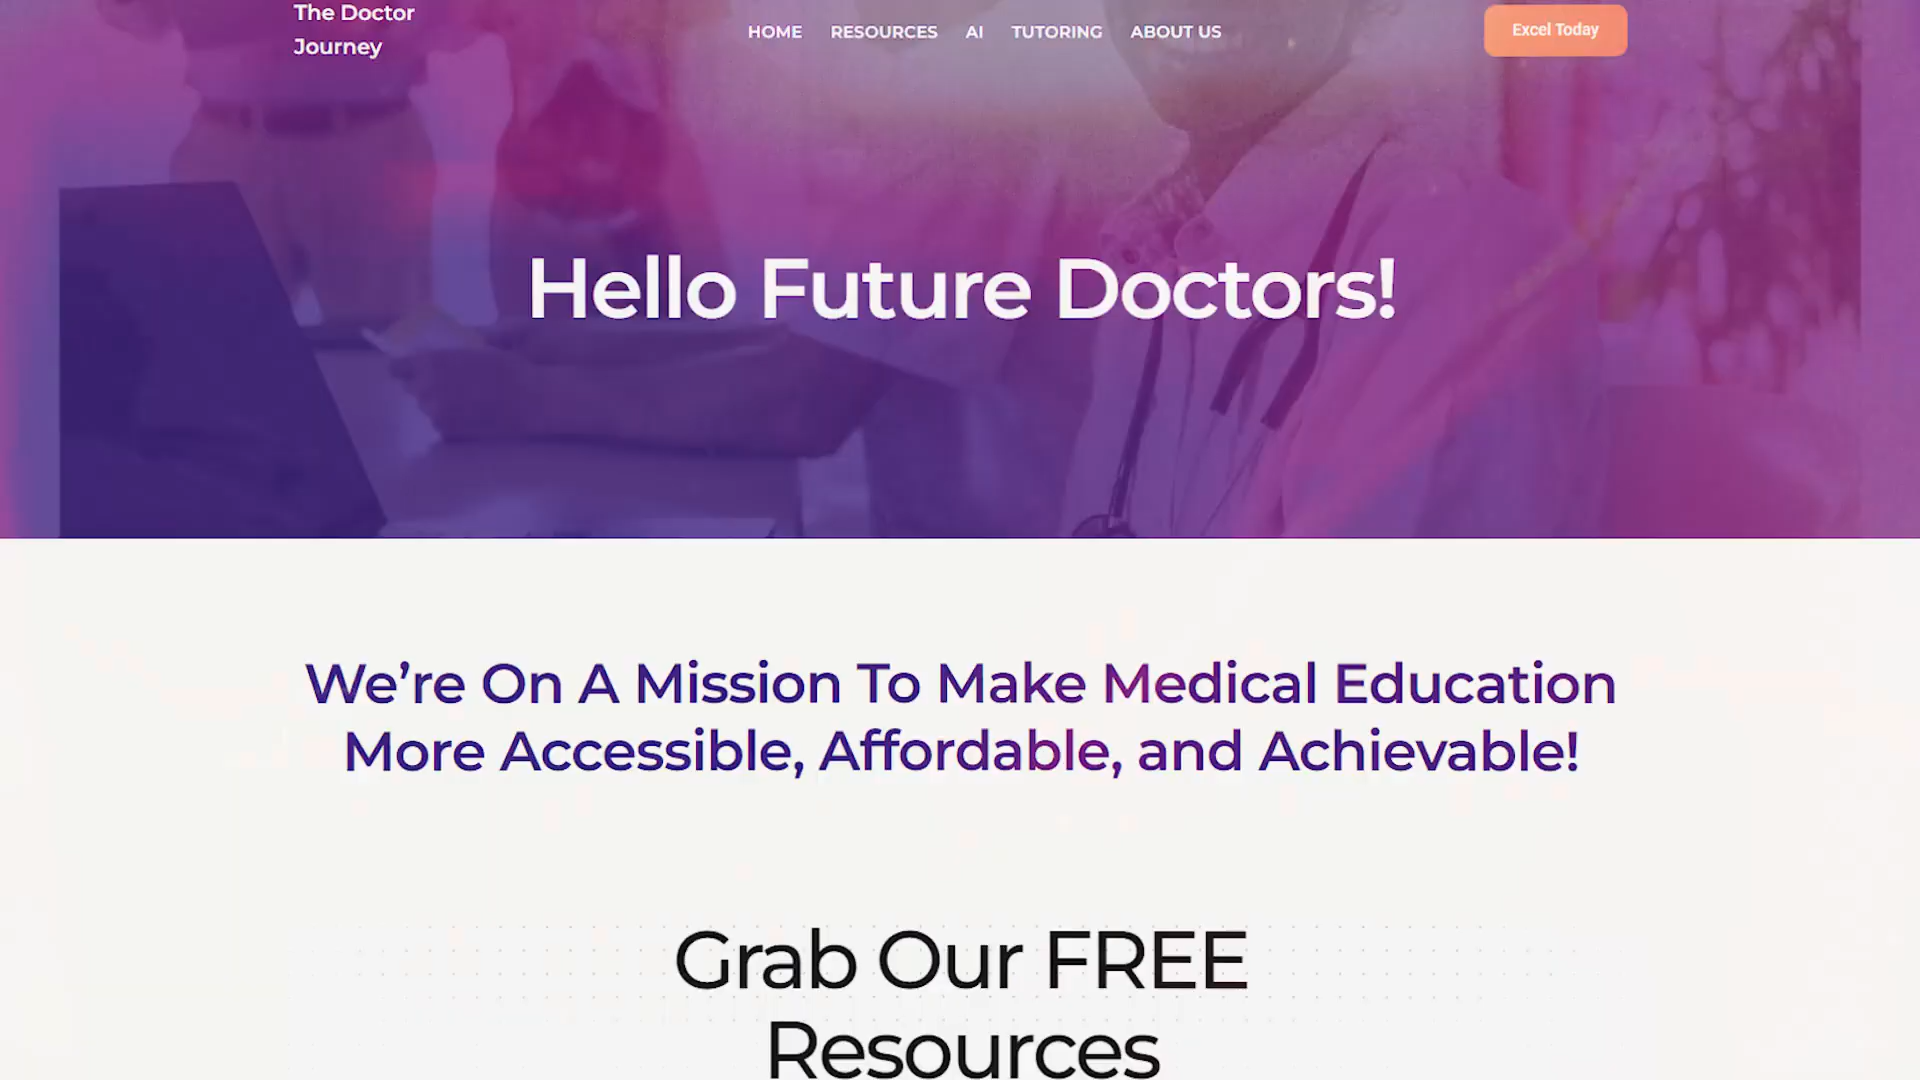 The Doctor
Journey
HOME RESOURCES AI TUTORING ABOUT US
Excel Today
Hello Future Doctors!
We’re On A Mission To Make Medical Education
More Accessible, Affordable, and Achievable!
Grab Our FREE
Resources